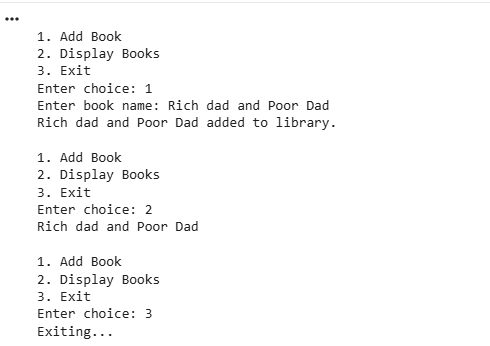 1. Add Book
2. Display Books
3. Exit
Enter choice: 1
Enter book name: Rich dad and Poor Dad
Rich dad and Poor Dad added to library.
1. Add Book
2. Display Books
3. Exit
Enter choice: 2
Rich dad and Poor Dad
1. Add Book
2. Display Books
3. Exit
Enter choice: 3
Exiting...